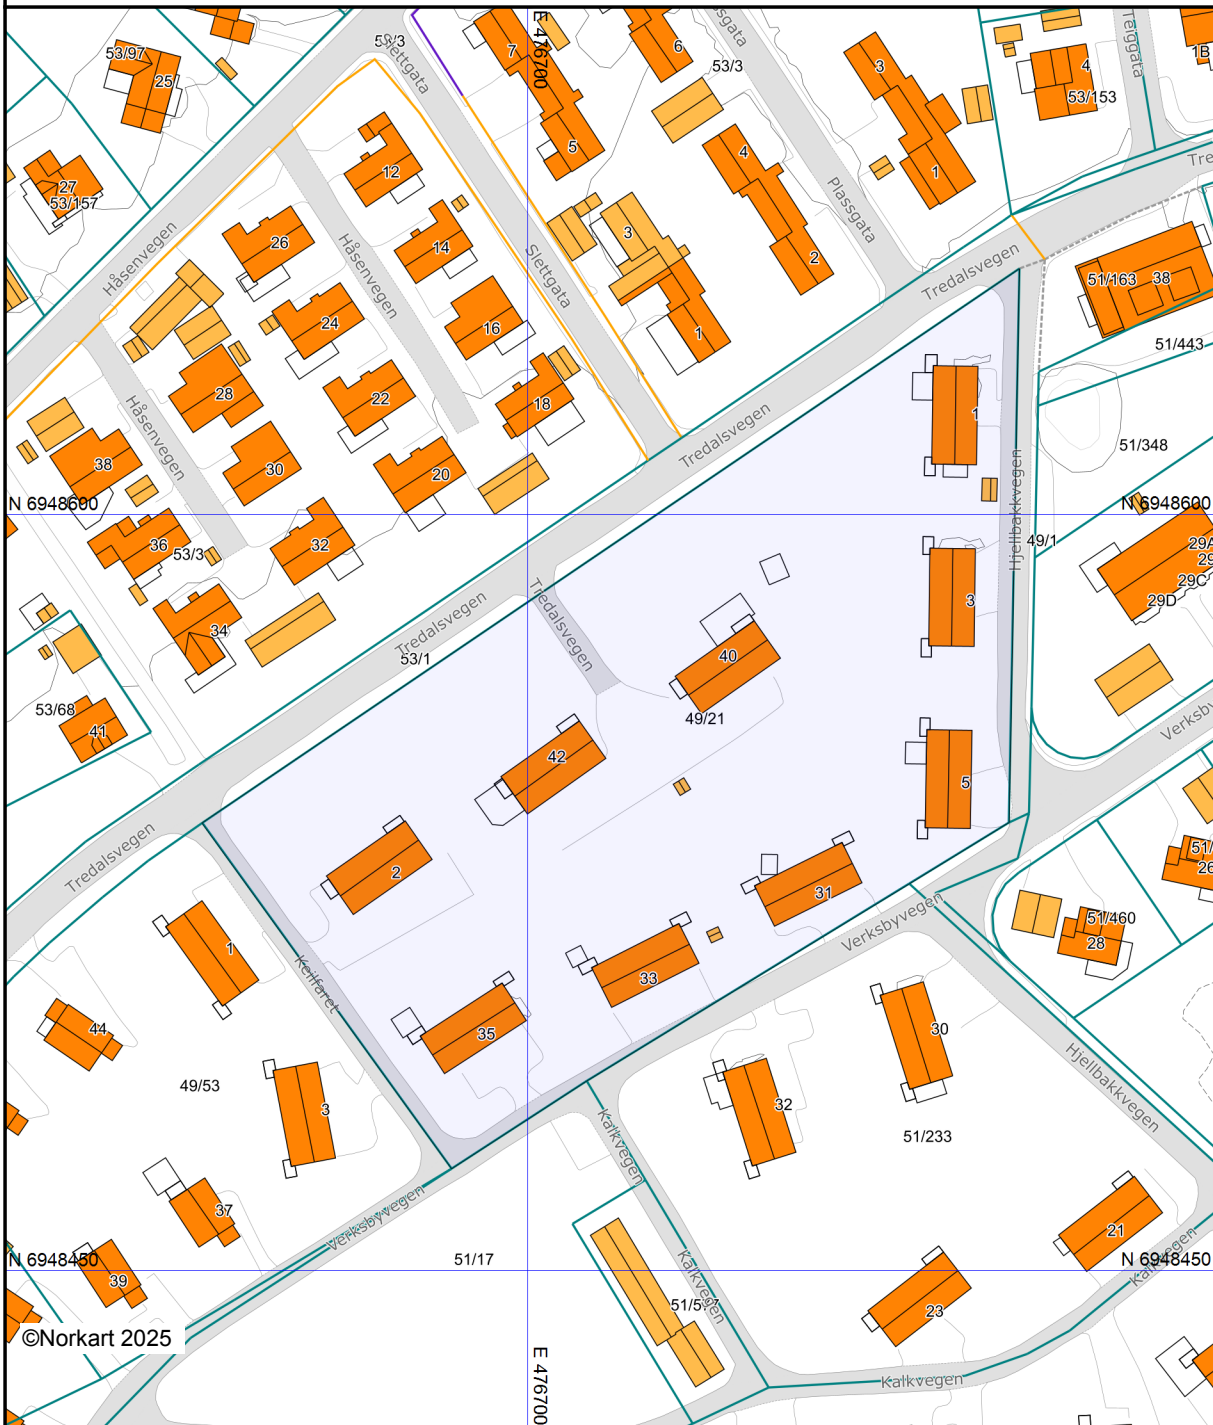 53/3
Slettgata
E 476700
7
6
ssgata
53/3
3
4
Teiggata
1B
53/97
25
53/153
5
12
4
1
Tre
27
53/157
Plassgata
Håsenvegen
26
Håsenvegen
14
Slettgata
3
2
Tredalsvegen
51/163
38
24
16
1
51/443
28
22
18
Håsenvegen
Tredalsvegen
1
51/348
38
30
20
Hjellbakkvegen
N 6948600
N 6948600
36
53/3
32
49/1
29A
29
29C
29D
Tredalsvegen
Tredalsvegen
3
34
53/1
40
53/68
41
49/21
Verksby
42
5
Tredalsvegen
2
31
51/
26
Verksbyvegen
51/460
28
1
Keilfaret
33
44
35
30
Hjellbakkvegen
49/53
3
32
Kalkvegen
51/233
37
Verksbyvegen
21
N 6948450
39
51/17
Kalkvegen
Kalkvegen
N 6948450
23
©Norkart 2025
E 476700
Kalkvegen